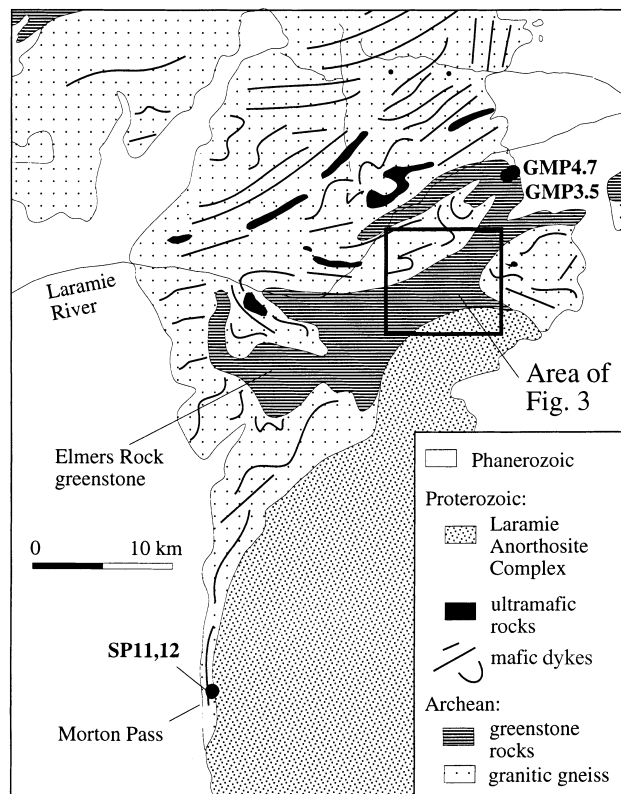 GMP4.7
GMP3.5
Laramie
River
Area of
Fig. 3
Elmers Rock
greenstone
0 10 km
SP11,12
Morton Pass
Phanerozoic
Proterozoic:
Laramie
Anorthosite
Complex
ultramafic
rocks
mafic dykes
Archean:
greenstone
rocks
granitic gneiss